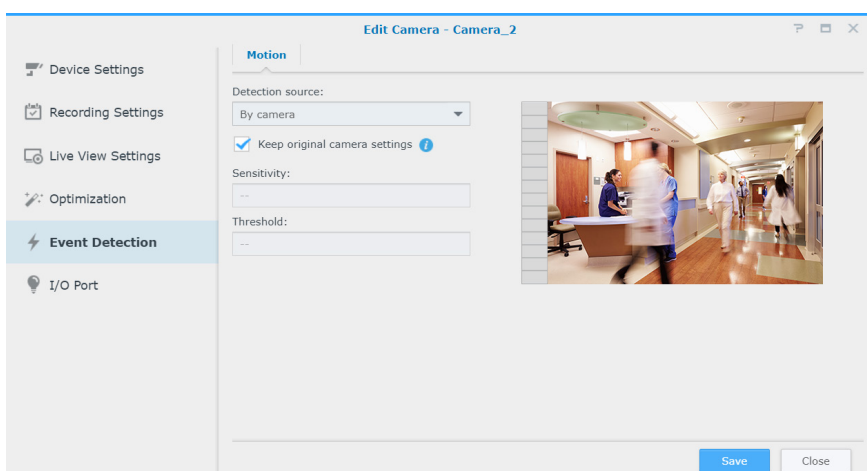 Edit Camera - Camera_2
Device Settings
Recording Settings
Live View Settings
Optimization
Event Detection
I/O Port
Motion
Detection source:
By camera
Keep original camera settings
Sensitivity:
--
Threshold:
--
Save
Close